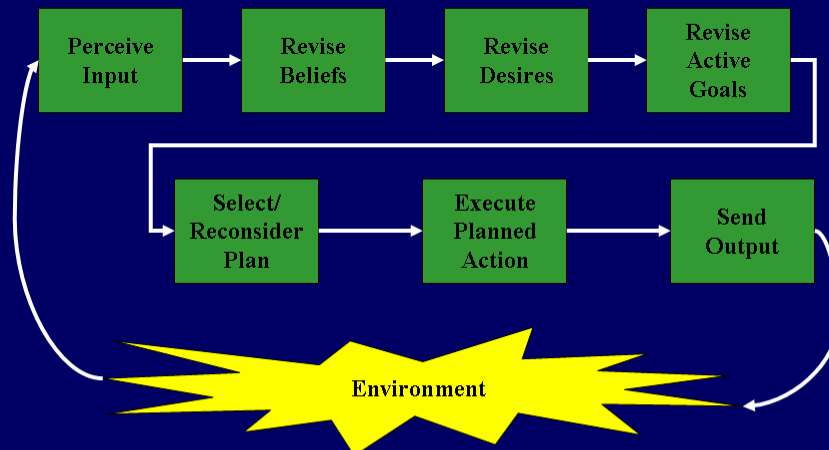 Perceive
Input
Revise
Beliefs
Revise
Desires
Revise
Active
Goals
Select/
Reconsider
Plan
Execute
Planned
Action
Send
Output
Environment